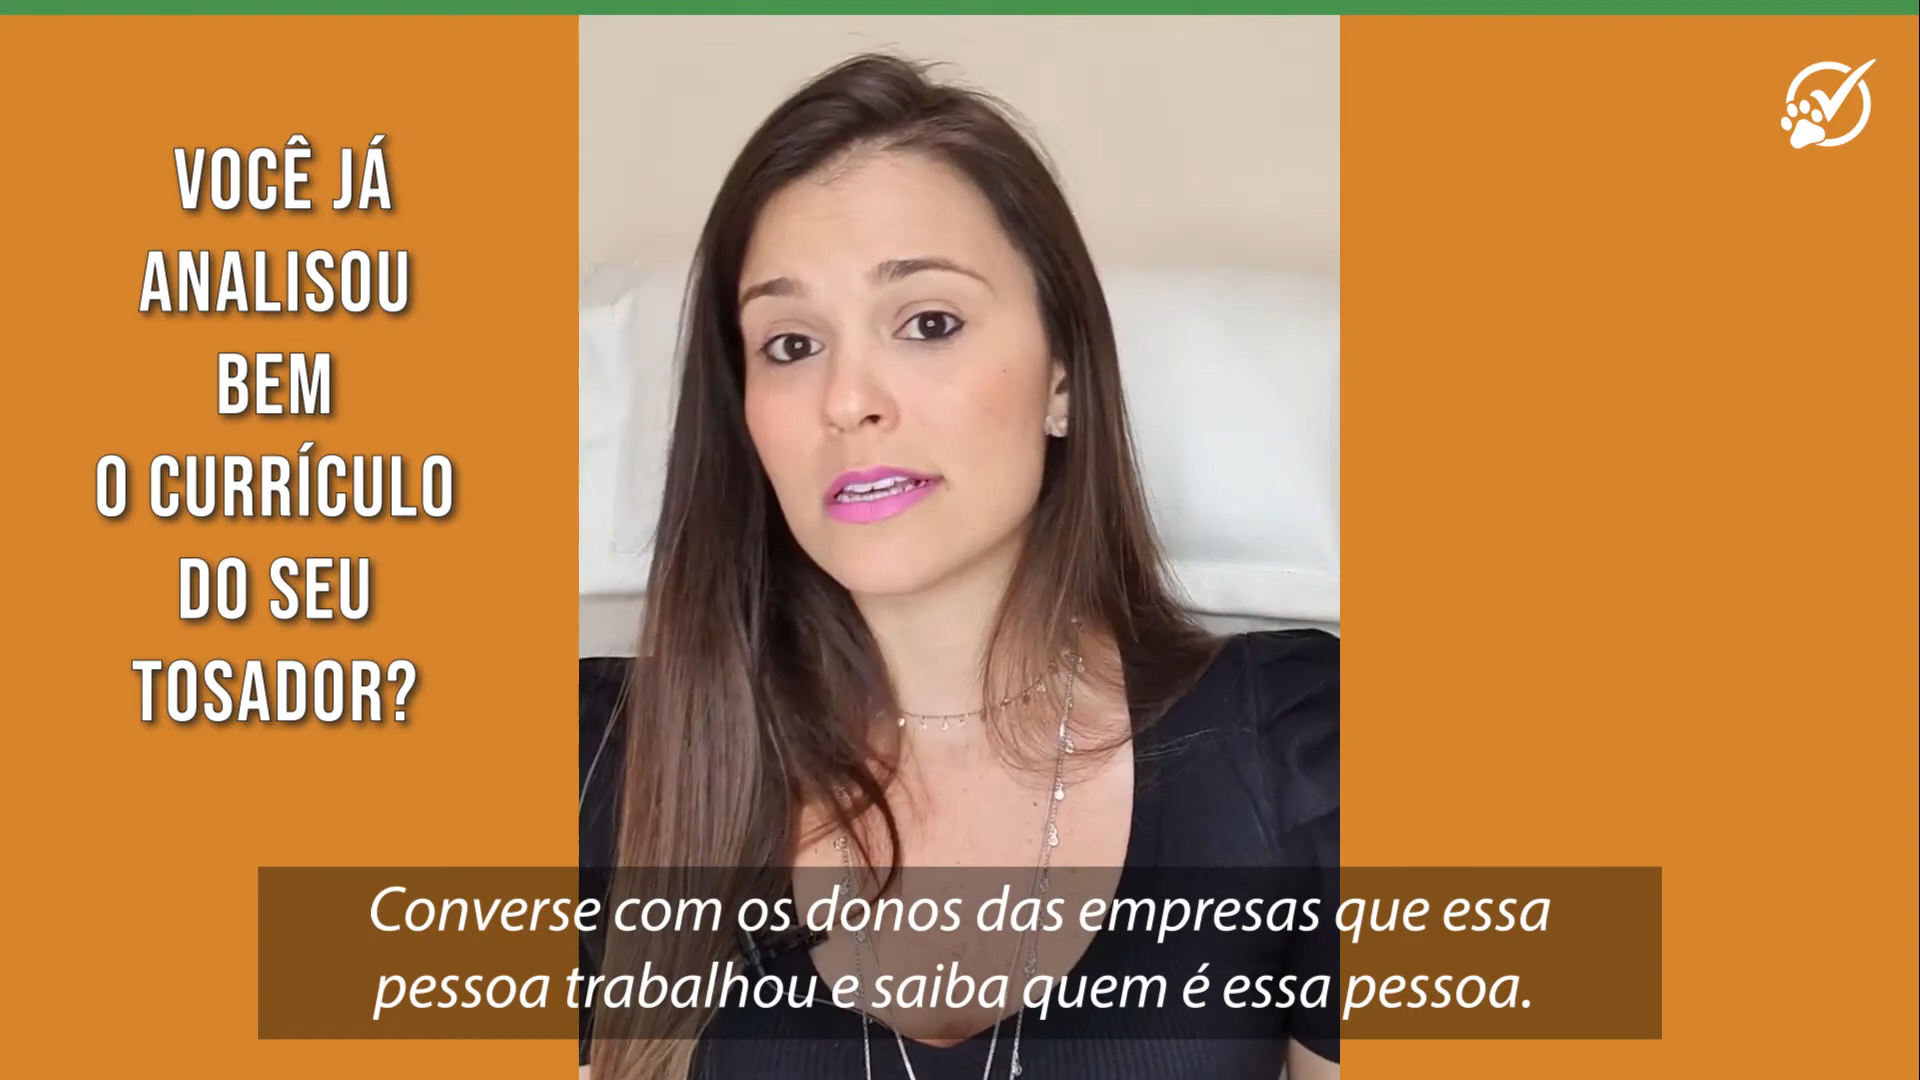 VOCÊ JÁ
ANALISOU
BEM
O CURRÍCULO
DO SEU
TOSADOR?
Converse com os donos das empresas que essa
pessoa trabalhou e saiba quem é essa pessoa.